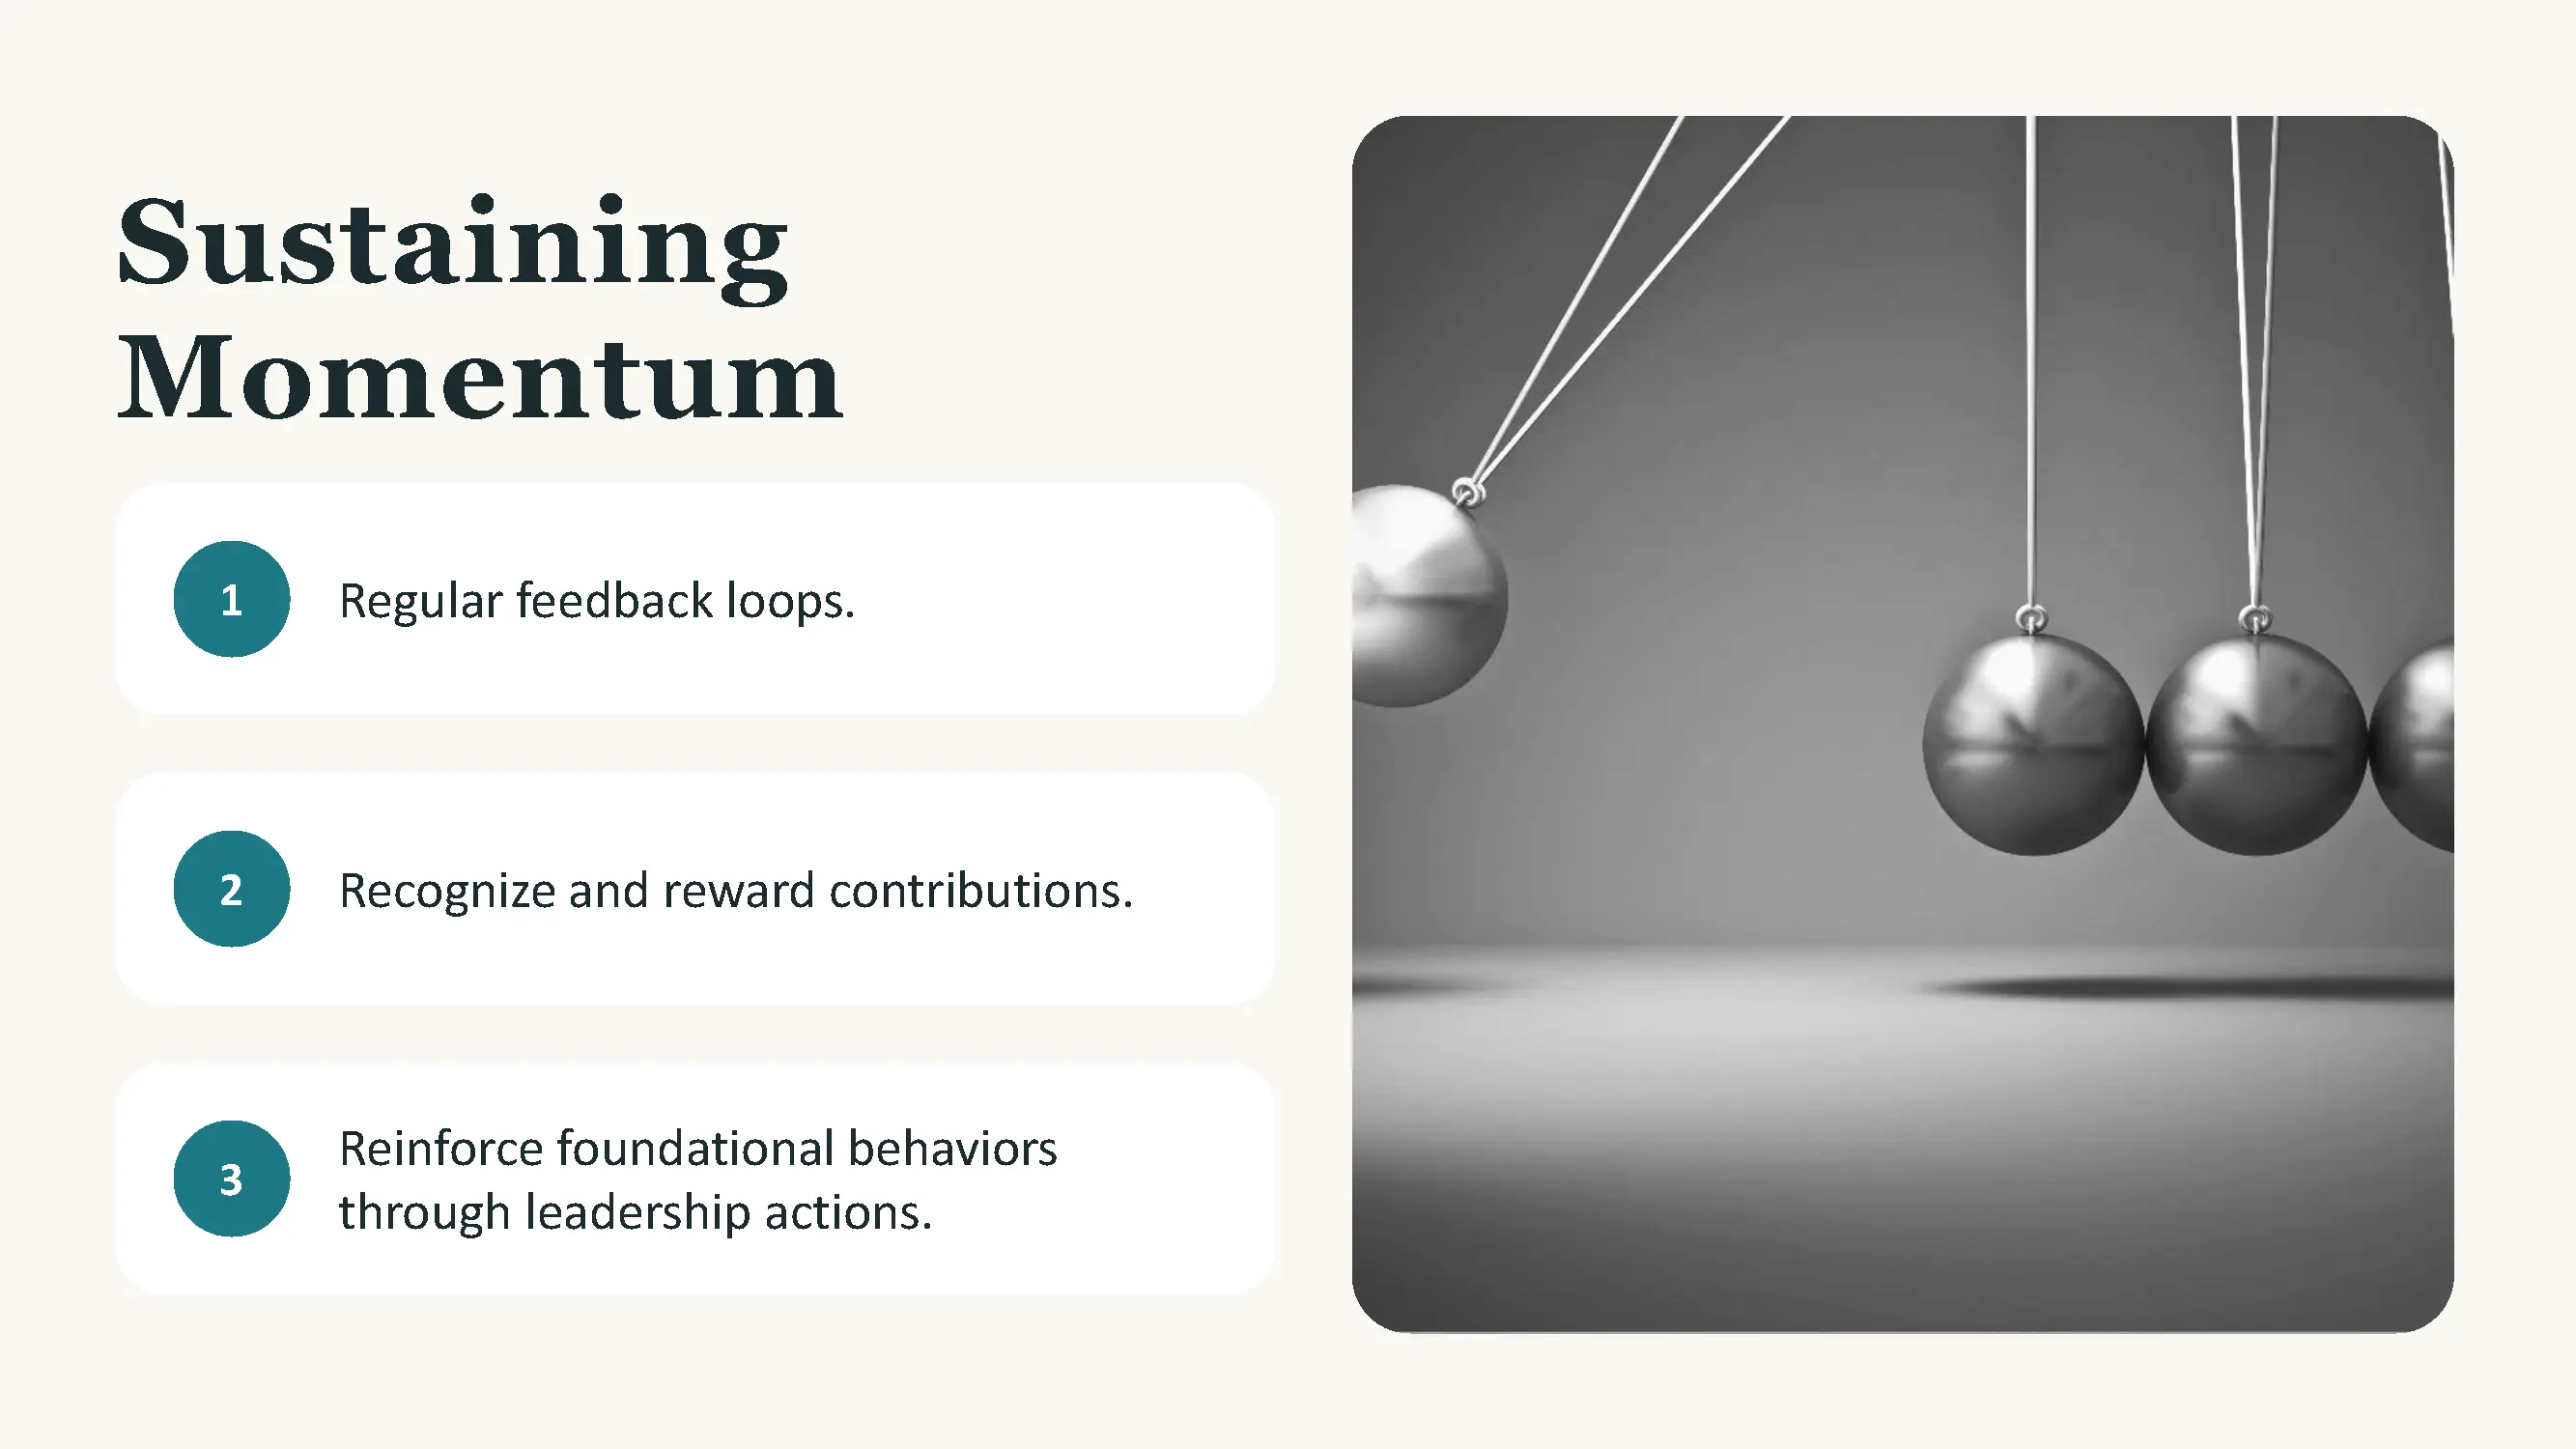 Sustaining
Momentum
1 Regular feedback loops.
2 Recognize and reward contributions.
3 Reinforce foundational behaviors
through leadership actions.